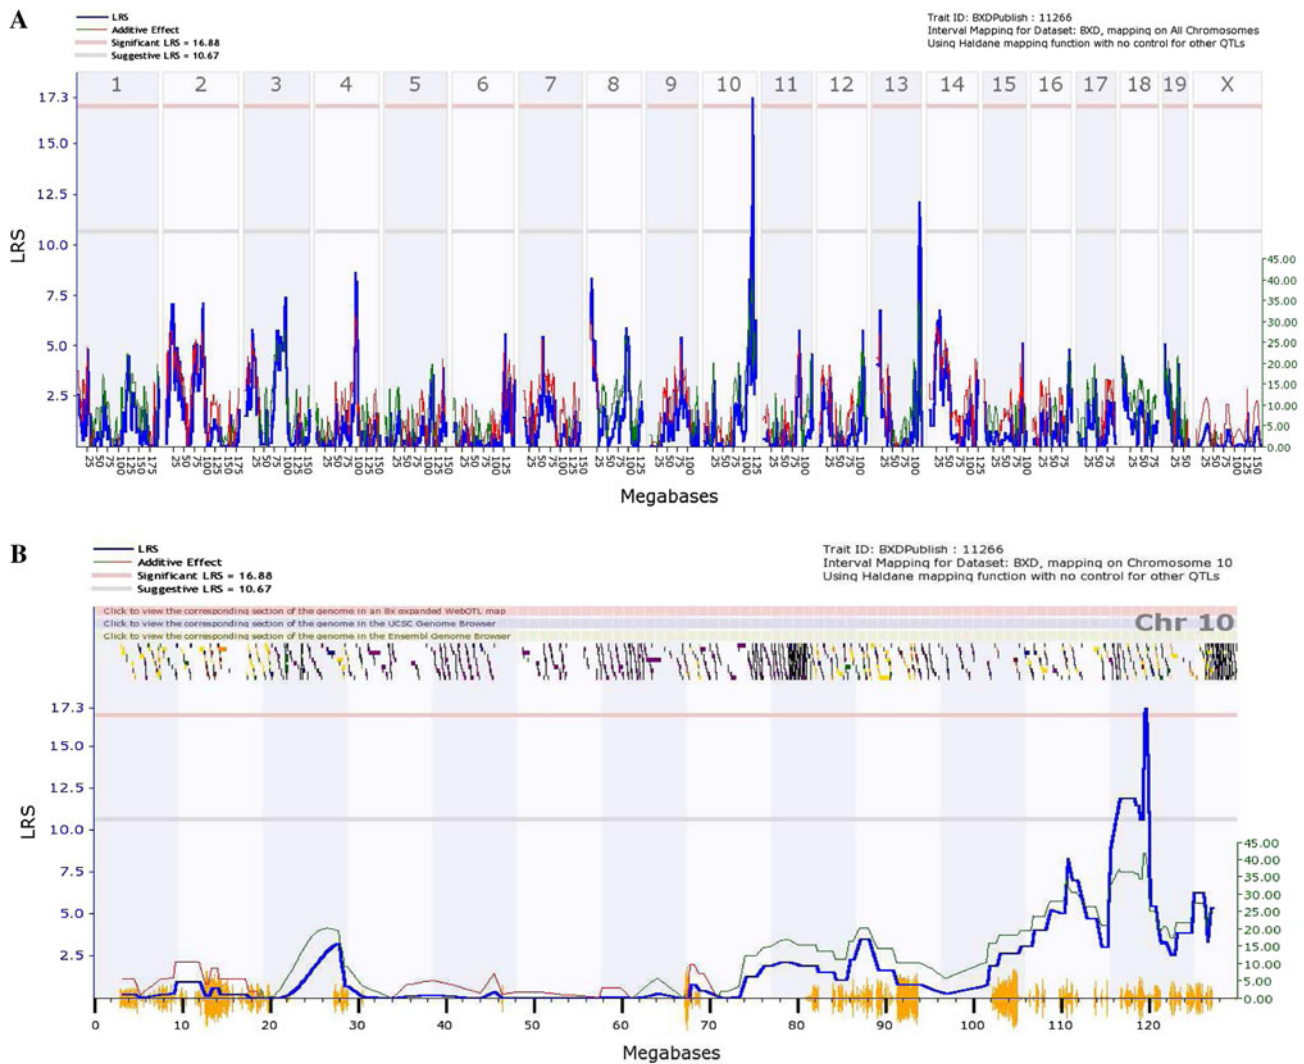 A
LRS
Additive Effect
Significant LRS = 16.88
Suggestive LRS = 10.67
Trait ID: BXDPublish : 11266
Interval Mapping for Dataset: BXD, mapping on All Chromosomes
Using Haldane mapping function with no control for other QTLs
1 2 3 4 5 6 7 8 9 10 11 12 13 14 15 16 17 18 19 X
17.3
15.0
12.5
10.0
7.5
5.0
2.5
LRS
45.00
40.00
35.00
30.00
25.00
20.00
15.00
10.00
5.00
0.00
25 50 75 100 125 150 175
Megabases
B
LRS
Additive Effect
Significant LRS = 16.88
Suggestive LRS = 10.67
Trait ID: BXDPublish : 11266
Interval Mapping for Dataset: BXD, mapping on Chromosome 10
Using Haldane mapping function with no control for other QTLs
Click to view the corresponding section of the genome in an 8x expanded WebQTL map
Click to view the corresponding section of the genome in the UCSC Genome Browser
Click to view the corresponding section of the genome in the Ensembl Genome Browser
Chr 10
17.3
15.0
12.5
10.0
7.5
5.0
2.5
LRS
45.00
40.00
35.00
30.00
25.00
20.00
15.00
10.00
5.00
0.00
0 10 20 30 40 50 60 70 80 90 100 110 120
Megabases